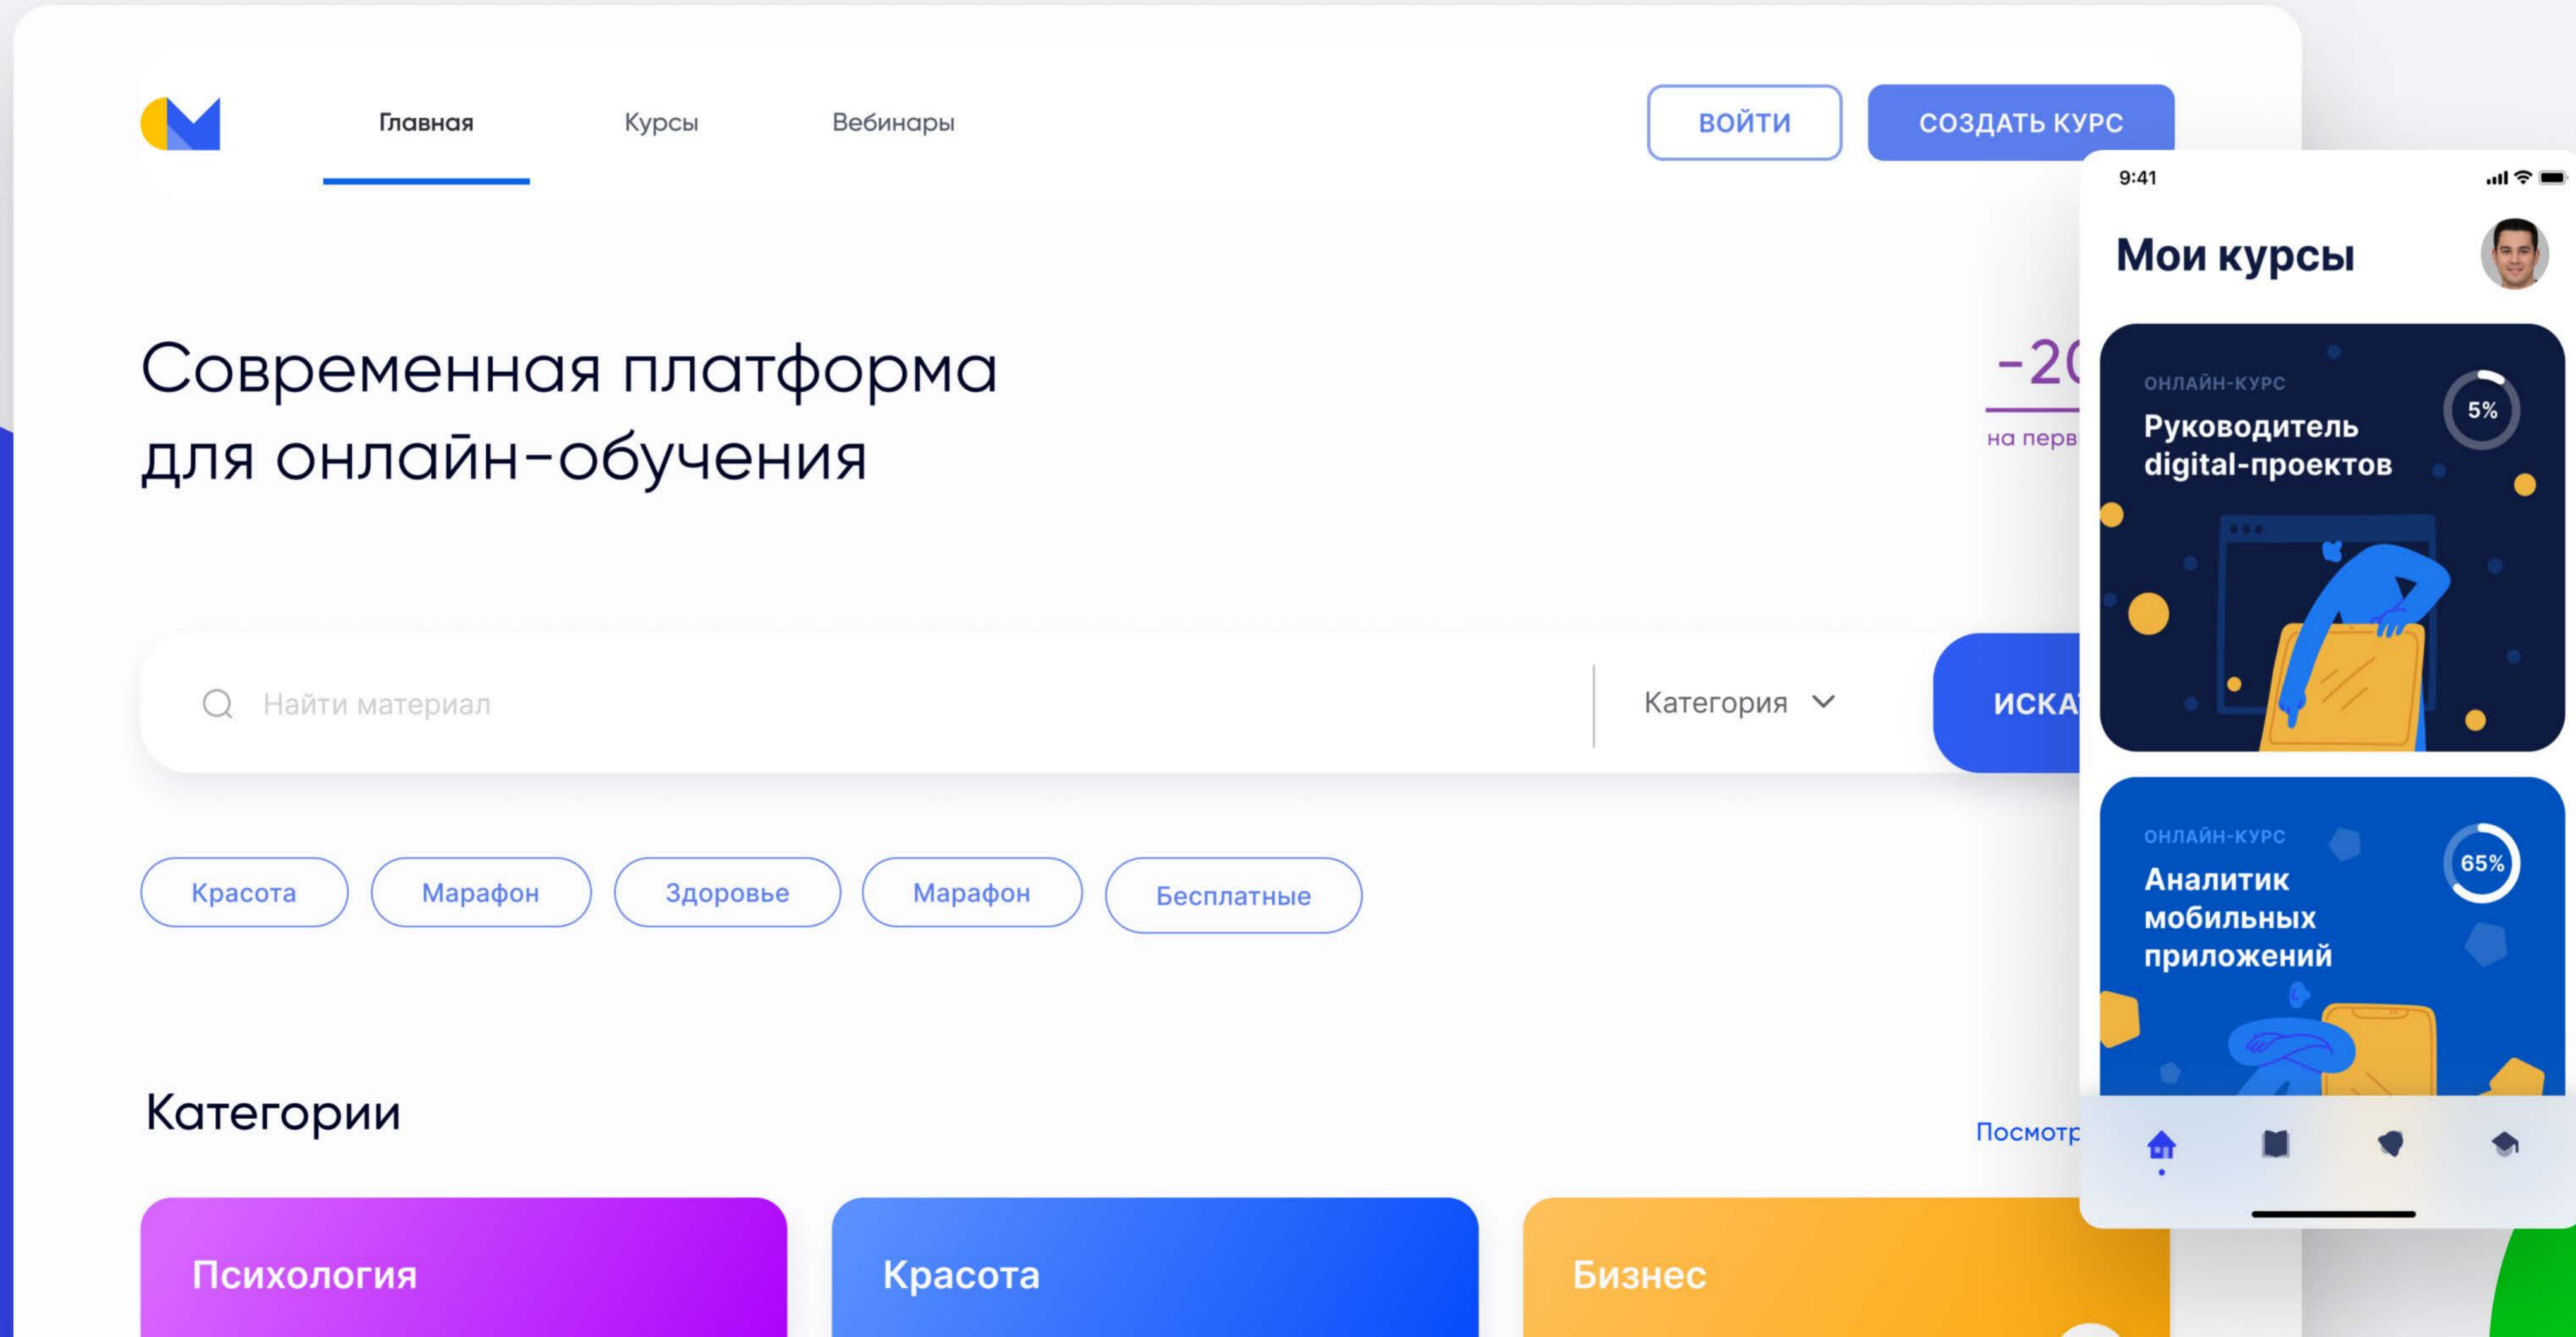 Главная
Курсы
Вебинары
ВОЙТИ
СОЗДАТЬ КУРС
Современная платформа
для онлайн-обучения
на
Найти материал
Категория
Красота
Марафон
Здоровье
Марафон
Бесплатные
Категории
Психология
Красота
Бизнес
9:41
Мои курсы
ОНЛАЙН-КУРС
5%
Руководитель
digital-проектов
ОНЛАЙН-КУРС
65%
Аналитик
мобильных
приложений